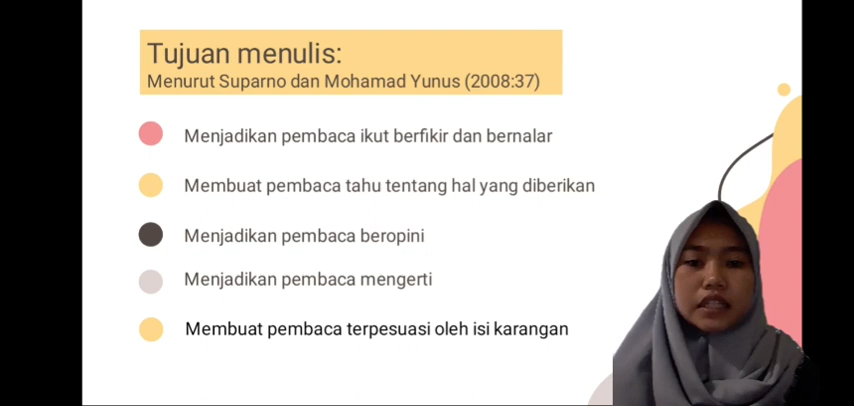 Tujuan menulis:
Menurut Suparno dan Mohamad Yunus (2008:37)
Menjadikan pembaca ikut berfikir dan bernalar
Membuat pembaca tahu tentang hal yang diberikan
Menjadikan pembaca beropini
Menjadikan pembaca mengerti
Membuat pembaca terpesuasi oleh isi karangan